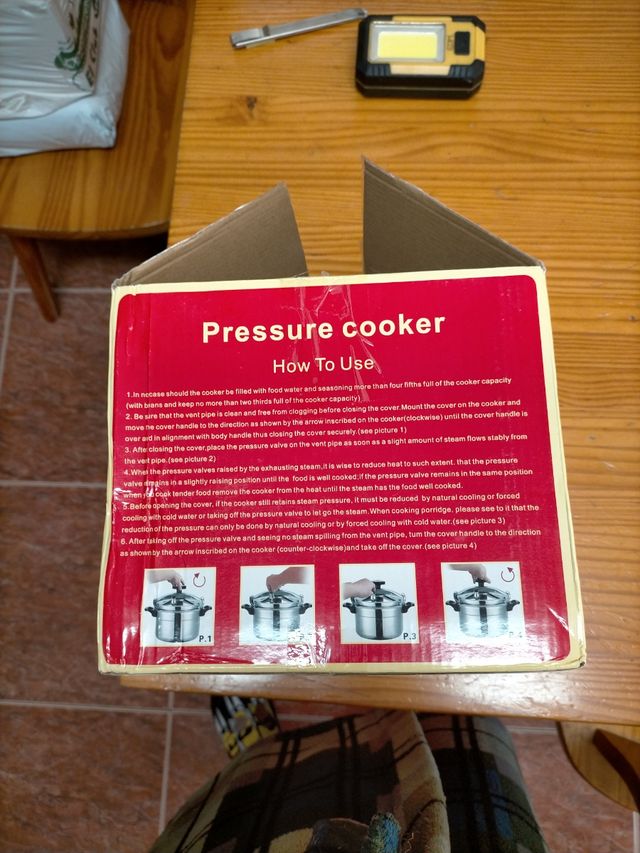 Pressure cooker
How To Use
1.In nocase should the cooker be filled with food water and seasoning more than four fifths full of the cooker capacity
(with brans and keep no more than two thirds full of the cooker capacity)
2. Be sire that the vent pipe is clean and free from clogging before closing the cover.Mount the cover on the cooker and
move he cover handle to the direction as shown by the arrow inscribed on the cooker(clockwise) until the cover handle is
over ard in alignment with body handle thus closing the cover securely.(see picture 1)
3. After closing the cover,place the pressure valve on the vent pipe as soon as a slight amount of steam flows stably from
the vert pipe.(see picture 2)
4.When the pressure valves raised by the exhausting steam,it is wise to reduce heat to such extent. that the pressure
valve remains in a slightly raising position until the food is well cooked;if the pressure valve remains in the same position
when you cook tender food remove the cooker from the heat until the steam has the food well cooked.
5.Before opening the cover, if the cooker still retains steam pressure, it must be reduced by natural cooling or forced
cooling with cold water or taking off the pressure valve to let go the steam.When cooking porridge, please see to it that the
reduction of the pressure can only be done by natural cooling or by forced cooling with cold water.(see picture 3)
6. After taking off the pressure valve and seeing no steam spilling from the vent pipe, turn the cover handle to the direction
as shown by the arrow inscribed on the cooker (counter-clockwise)and take off the cover.(see picture 4)
P.1
P.3